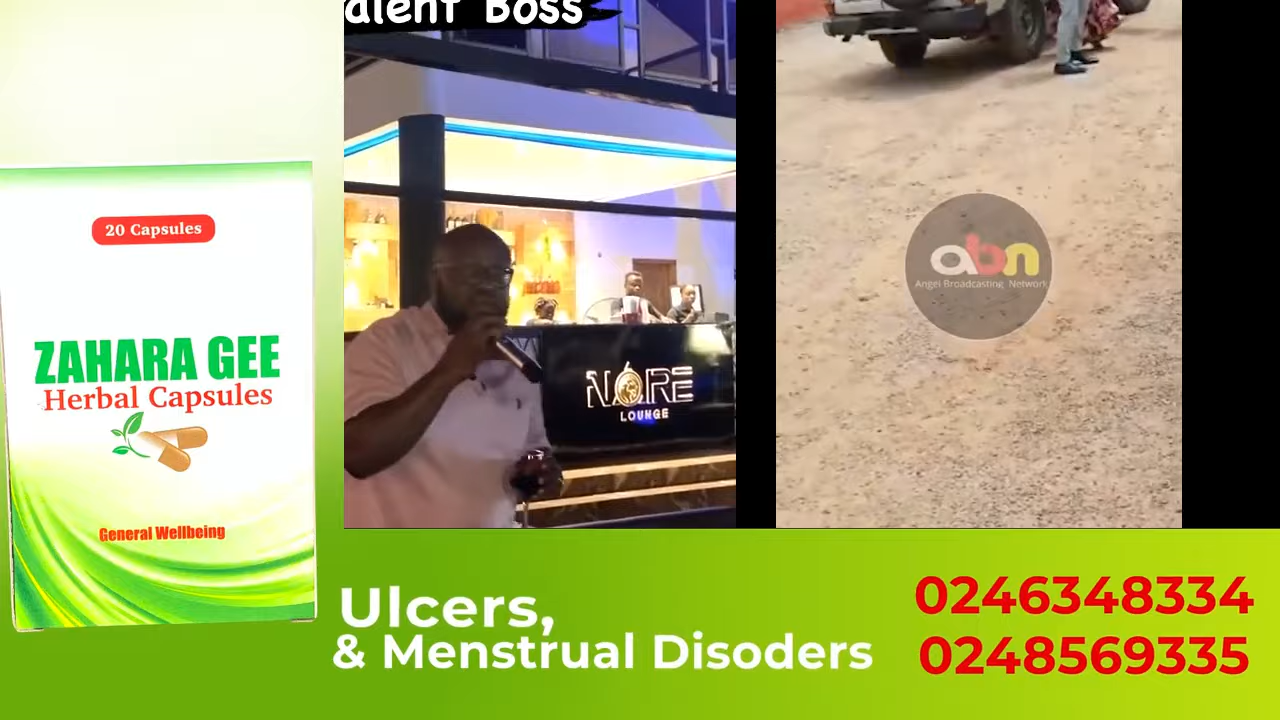 alent Boss
20 Capsules
ZAHARA GEE
Herbal Capsules
General Wellbeing
NORE
LOUNGE
abn
Angel Broadcasting Network
Ulcers,
& Menstrual Disoders
0246348334
0248569335